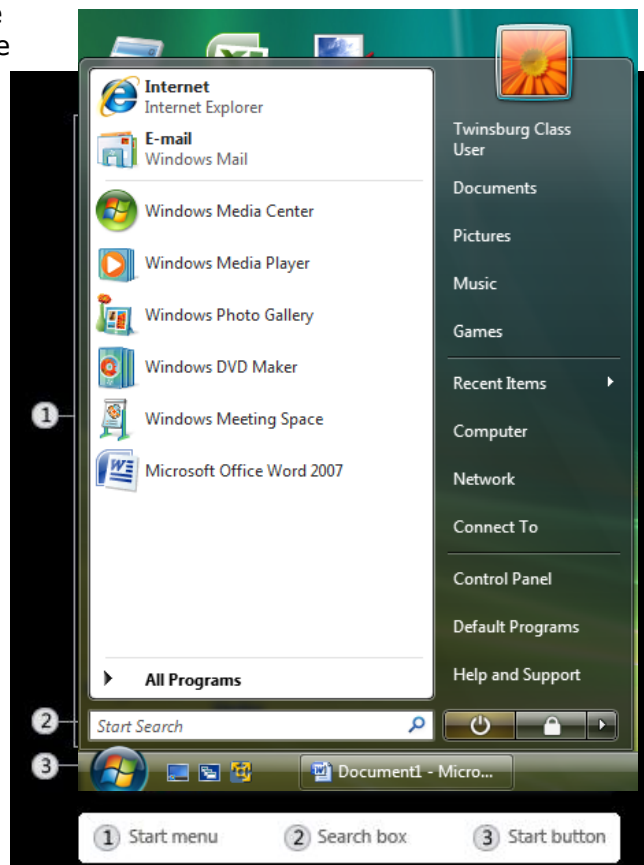 e
e
Internet
Internet Explorer
E-mail
Windows Mail
Windows Media Center
Windows Media Player
Windows Photo Gallery
Windows DVD Maker
Windows Meeting Space
Microsoft Office Word 2007
All Programs
Start Search
Twinsburg Class
User
Documents
Pictures
Music
Games
Recent Items
Computer
Network
Connect To
Control Panel
Default Programs
Help and Support
Document1 - Micro...
1
2
3
1 Start menu
2 Search box
3 Start button